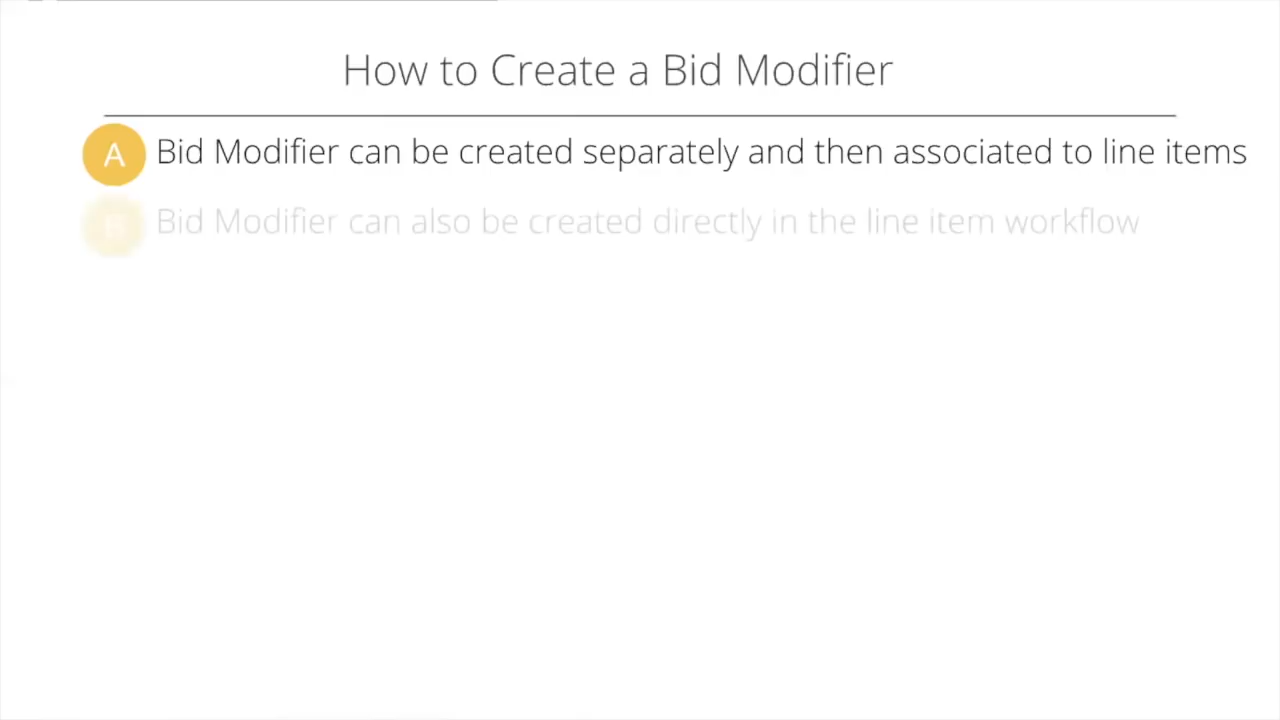 How to Create a Bid Modifier
A Bid Modifier can be created separately and then associated to line items
Bid Modifier can also be created directly in the line item workflow